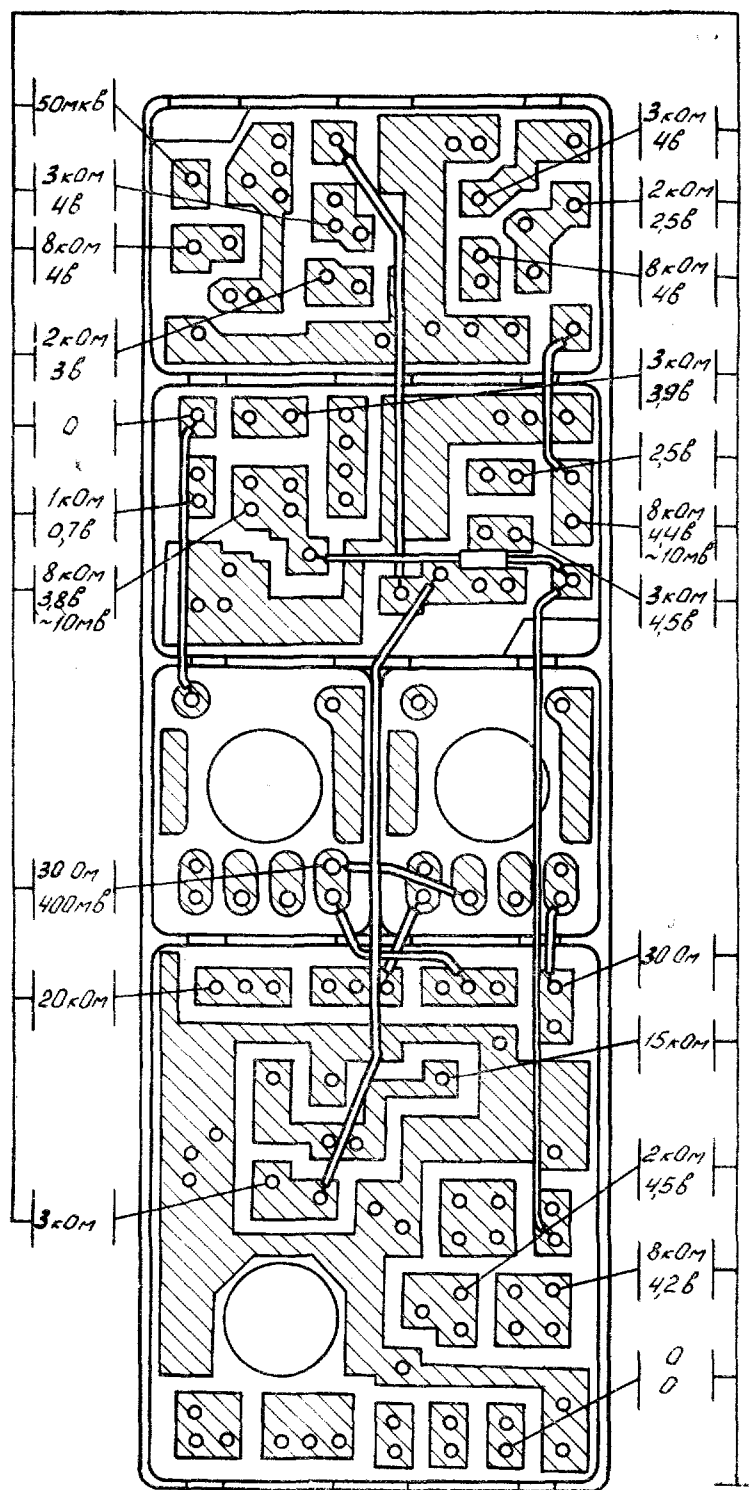 50мкв
3кОм
4в
8кОм
4в
2кОм
3в
0
1кОм
0,7в
8кОм
3,8в
~10мв
30 Ом
400мв
20кОм
3кОм
3кОм
4в
2кОм
2,5в
8кОм
4в
3кОм
3,9в
2,5в
8кОм
4,4в
~10мв
3кОм
4,5в
30 Ом
15кОм
2кОм
4,5в
8кОм
4,2в
0
0